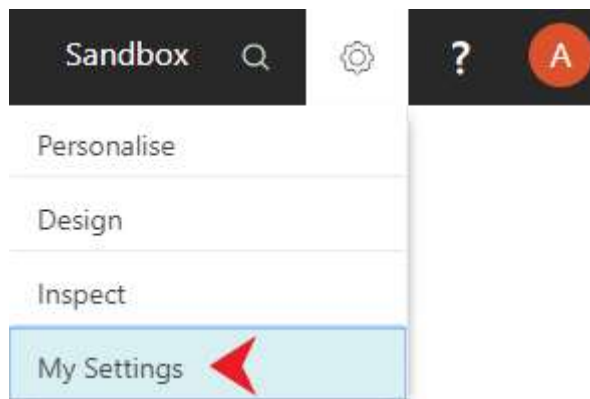 Sandbox ? A
Personalise
Design
Inspect
My Settings